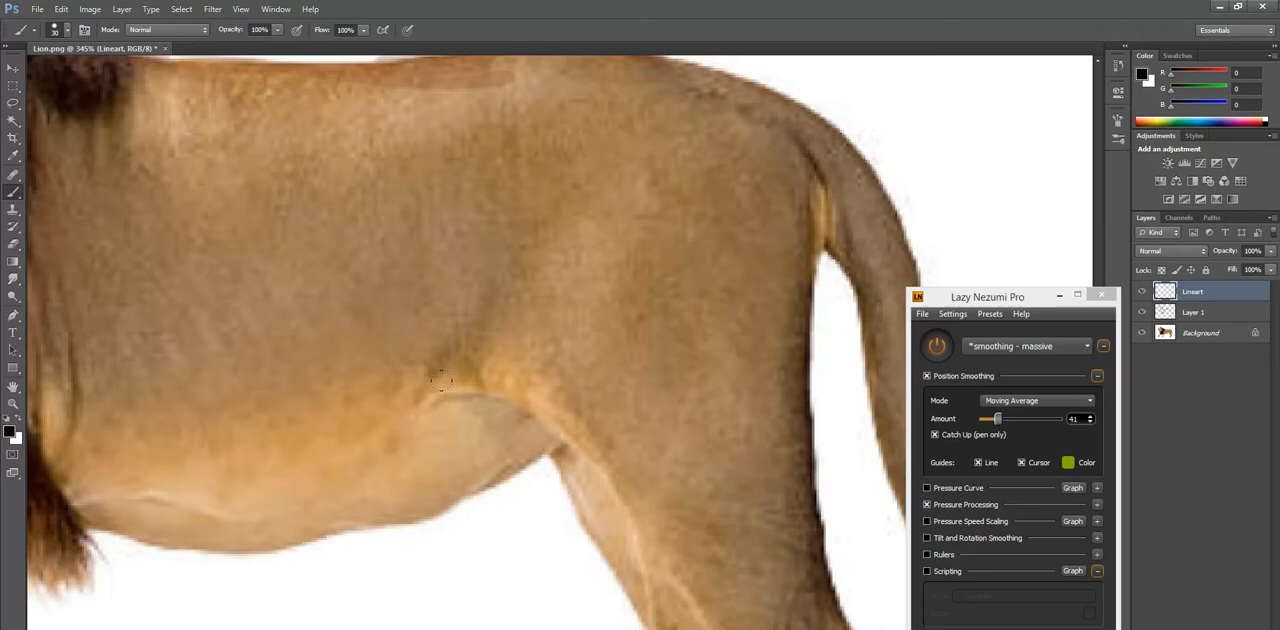 Ps File Edit Image Layer Type Select Filter 3D View Window Help
30 Mode: Normal Opacity: 100% Flow: 100% Essentials
Lion.png @ 345% (Lineart, RGB/8) * ×
Color Swatches
R 0
G 0
B 0
Adjustments Styles
Add an adjustment
Layers Channels Paths
Kind
Normal Opacity: 100%
Lock: Fill: 100%
Lineart
Layer 1
Background
LN Lazy Nezumi Pro
File Settings Presets Help
*smoothing - massive
Position Smoothing
Mode Moving Average
Amount 41
Catch Up (pen only)
Guides: Line Cursor Color
Pressure Curve Graph
Pressure Processing
Pressure Speed Scaling Graph
Tilt and Rotation Smoothing
Rulers
Scripting Graph